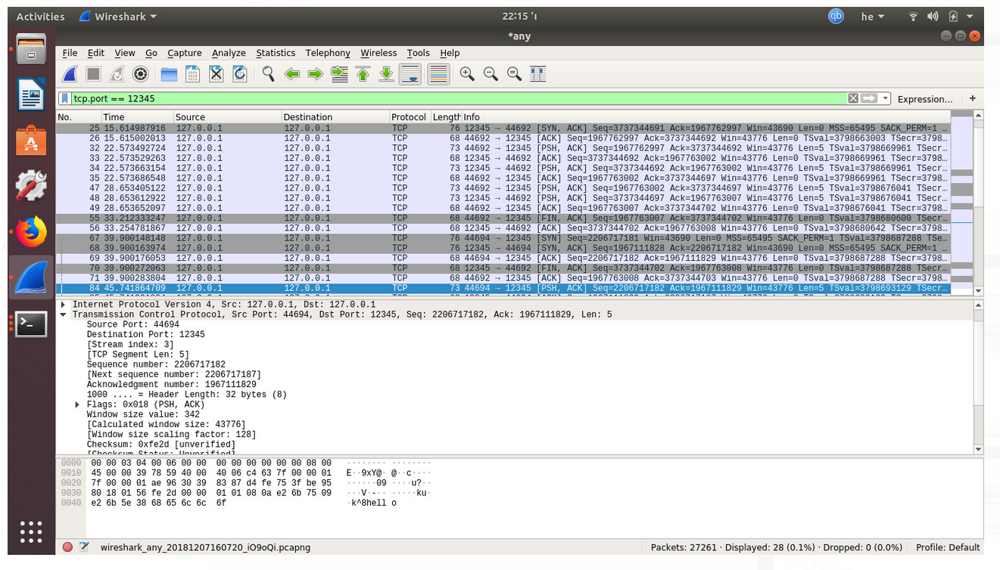 Activities Wireshark 22:15 'ו qb he
*any
File Edit View Go Capture Analyze Statistics Telephony Wireless Tools Help
tcp.port == 12345 Expression… +
No. Time Source Destination Protocol Length Info
25 15.614987916 127.0.0.1 127.0.0.1 TCP 76 12345 → 44692 [SYN, ACK] Seq=3737344691 Ack=1967762997 Win=43690 Len=0 MSS=65495 SACK_PERM=1 …
26 15.615002013 127.0.0.1 127.0.0.1 TCP 68 44692 → 12345 [ACK] Seq=1967762997 Ack=3737344692 Win=43776 Len=0 TSval=3798663003 TSecr=3798…
32 22.573492724 127.0.0.1 127.0.0.1 TCP 73 44692 → 12345 [PSH, ACK] Seq=1967762997 Ack=3737344692 Win=43776 Len=5 TSval=3798669961 TSecr…
33 22.573529263 127.0.0.1 127.0.0.1 TCP 68 12345 → 44692 [ACK] Seq=3737344692 Ack=1967763002 Win=43776 Len=0 TSval=3798669961 TSecr=3798…
34 22.573663154 127.0.0.1 127.0.0.1 TCP 73 12345 → 44692 [PSH, ACK] Seq=3737344692 Ack=1967763002 Win=43776 Len=5 TSval=3798669961 TSecr…
35 22.573686548 127.0.0.1 127.0.0.1 TCP 68 44692 → 12345 [ACK] Seq=1967763002 Ack=3737344697 Win=43776 Len=0 TSval=3798669961 TSecr=3798…
47 28.653405122 127.0.0.1 127.0.0.1 TCP 73 44692 → 12345 [PSH, ACK] Seq=1967763002 Ack=3737344697 Win=43776 Len=5 TSval=3798676041 TSecr…
48 28.653612922 127.0.0.1 127.0.0.1 TCP 73 12345 → 44692 [PSH, ACK] Seq=3737344697 Ack=1967763007 Win=43776 Len=5 TSval=3798676041 TSecr…
49 28.653652097 127.0.0.1 127.0.0.1 TCP 68 44692 → 12345 [ACK] Seq=1967763007 Ack=3737344702 Win=43776 Len=0 TSval=3798676041 TSecr=3798…
55 33.212333247 127.0.0.1 127.0.0.1 TCP 68 44692 → 12345 [FIN, ACK] Seq=1967763007 Ack=3737344702 Win=43776 Len=0 TSval=3798680600 TSecr…
56 33.254781867 127.0.0.1 127.0.0.1 TCP 68 12345 → 44692 [ACK] Seq=3737344702 Ack=1967763008 Win=43776 Len=0 TSval=3798680642 TSecr=3798…
67 39.900148148 127.0.0.1 127.0.0.1 TCP 76 44694 → 12345 [SYN] Seq=2206717181 Win=43690 Len=0 MSS=65495 SACK_PERM=1 TSval=3798687288 TSe…
68 39.900163974 127.0.0.1 127.0.0.1 TCP 76 12345 → 44694 [SYN, ACK] Seq=1967111828 Ack=2206717182 Win=43690 Len=0 MSS=65495 SACK_PERM=1 …
69 39.900176053 127.0.0.1 127.0.0.1 TCP 68 44694 → 12345 [ACK] Seq=2206717182 Ack=1967111829 Win=43776 Len=0 TSval=3798687288 TSecr=3798…
70 39.900272063 127.0.0.1 127.0.0.1 TCP 68 12345 → 44692 [FIN, ACK] Seq=3737344702 Ack=1967763008 Win=43776 Len=0 TSval=3798687288 TSecr…
71 39.900283804 127.0.0.1 127.0.0.1 TCP 68 44692 → 12345 [ACK] Seq=1967763008 Ack=3737344703 Win=43776 Len=0 TSval=3798687288 TSecr=3798…
84 45.741864709 127.0.0.1 127.0.0.1 TCP 73 44694 → 12345 [PSH, ACK] Seq=2206717182 Ack=1967111829 Win=43776 Len=5 TSval=3798693129 TSecr…
Internet Protocol Version 4, Src: 127.0.0.1, Dst: 127.0.0.1
Transmission Control Protocol, Src Port: 44694, Dst Port: 12345, Seq: 2206717182, Ack: 1967111829, Len: 5
Source Port: 44694
Destination Port: 12345
[Stream index: 3]
[TCP Segment Len: 5]
Sequence number: 2206717182
[Next sequence number: 2206717187]
Acknowledgment number: 1967111829
1000 .... = Header Length: 32 bytes (8)
Flags: 0x018 (PSH, ACK)
Window size value: 342
[Calculated window size: 43776]
[Window size scaling factor: 128]
Checksum: 0xfe2d [unverified]
[Checksum Status: Unverified]
0000 00 00 03 04 00 06 00 00 00 00 00 00 00 00 08 00 ········ ········
0010 45 00 00 39 78 59 40 00 40 06 c4 63 7f 00 00 01 E··9xY@· @··c····
0020 7f 00 00 01 ae 96 30 39 83 87 d4 fe 75 3f be 95 ······09 ····u?··
0030 80 18 01 56 fe 2d 00 00 01 01 08 0a e2 6b 75 09 ···V·-·· ·····ku·
0040 e2 6b 5e 38 68 65 6c 6c 6f ·k^8hell o
wireshark_any_20181207160720_iO9oQi.pcapng Packets: 27261 · Displayed: 28 (0.1%) · Dropped: 0 (0.0%) Profile: Default